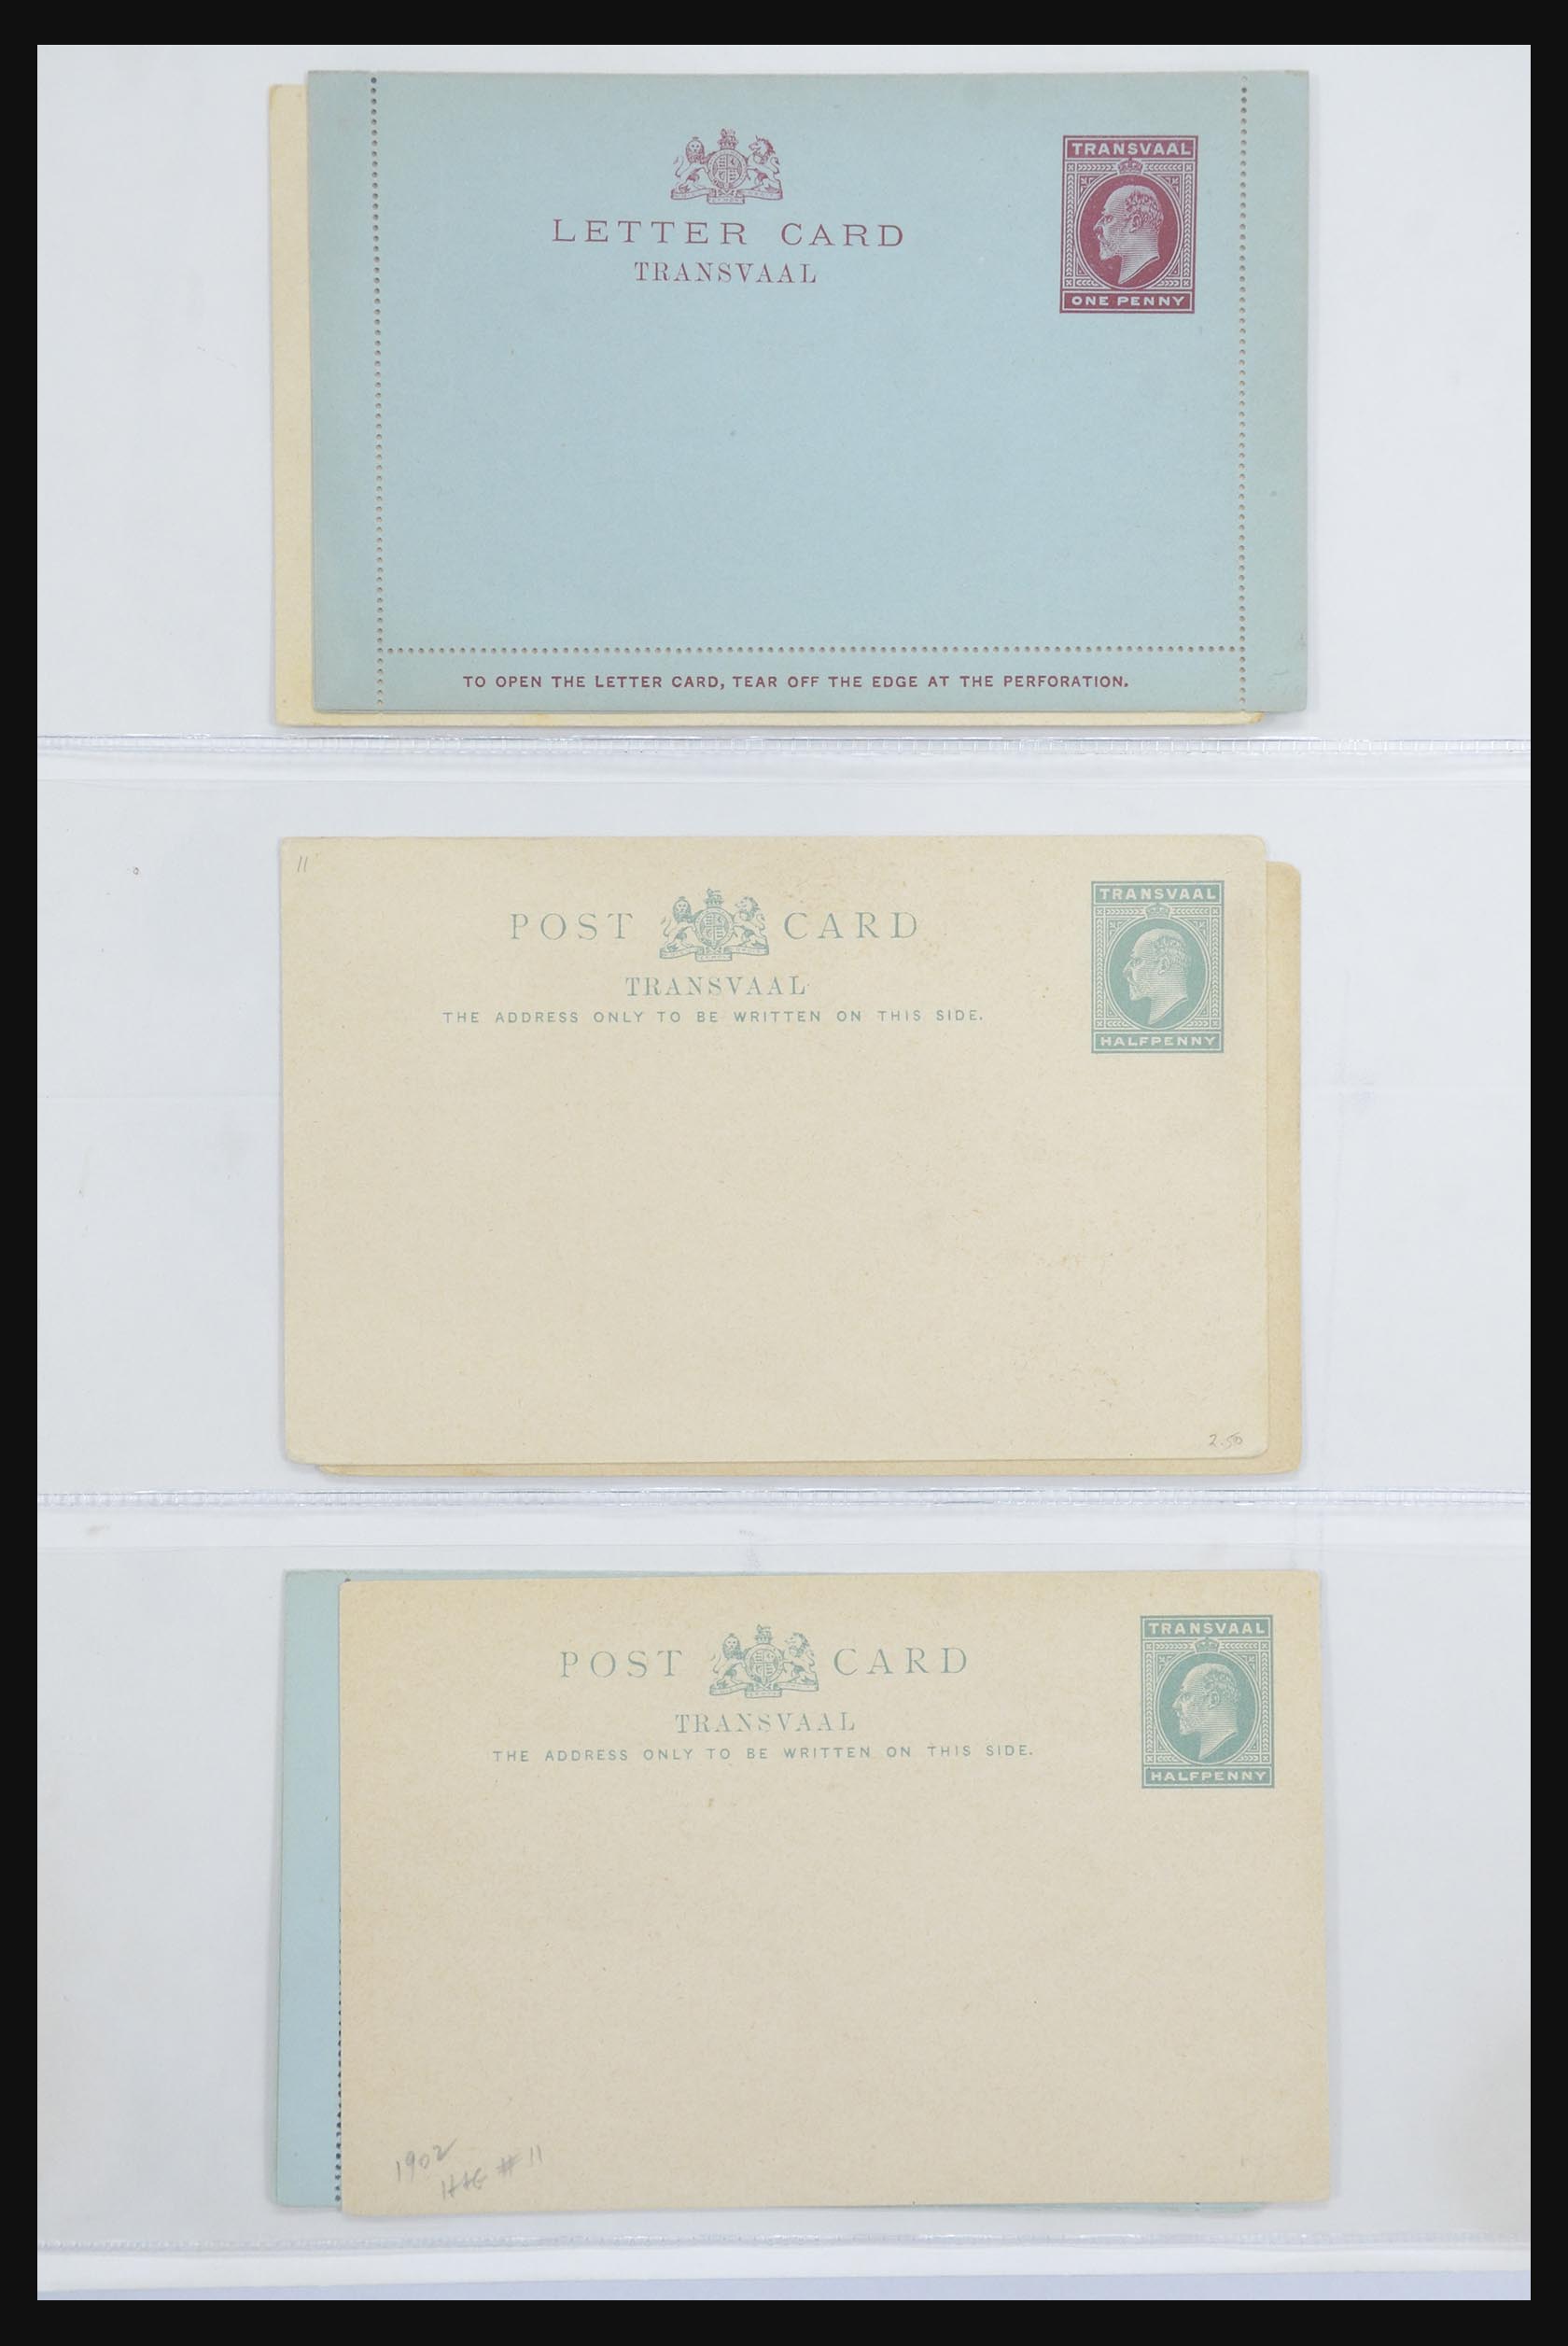 TRANSVAAL
LETTER CARD
TRANSVAAL
ONE PENNY
TO OPEN THE LETTER CARD, TEAR OFF THE EDGE AT THE PERFORATION.
11
TRANSVAAL
POST CARD
TRANSVAAL
THE ADDRESS ONLY TO BE WRITTEN ON THIS SIDE.
HALFPENNY
2.50
TRANSVAAL
POST CARD
TRANSVAAL
THE ADDRESS ONLY TO BE WRITTEN ON THIS SIDE.
HALFPENNY
1902
H+G #11